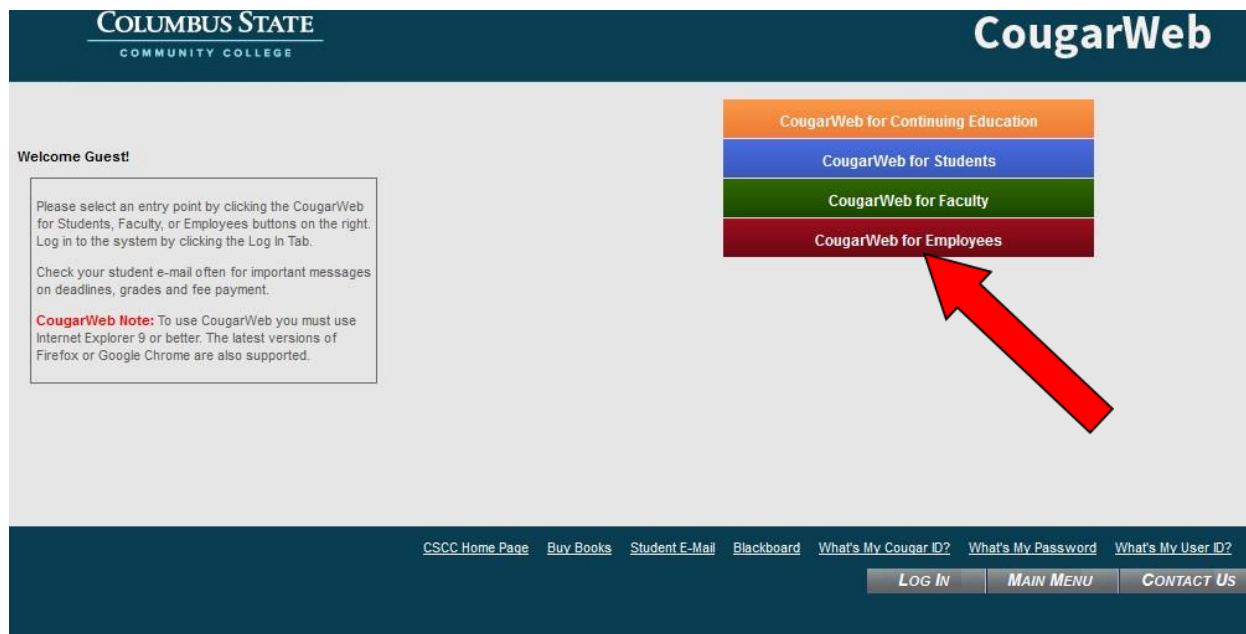 COLUMBUS STATE
COMMUNITY COLLEGE
CougarWeb
CougarWeb for Continuing Education
CougarWeb for Students
CougarWeb for Faculty
CougarWeb for Employees
Welcome Guest!
Please select an entry point by clicking the CougarWeb
for Students, Faculty, or Employees buttons on the right.
Log in to the system by clicking the Log In Tab.
Check your student e-mail often for important messages
on deadlines, grades and fee payment.
CougarWeb Note: To use CougarWeb you must use
Internet Explorer 9 or better. The latest versions of
Firefox or Google Chrome are also supported.
CSCC Home Page Buy Books Student E-Mail Blackboard What's My Cougar ID? What's My Password What's My User ID?
LOG IN MAIN MENU CONTACT US